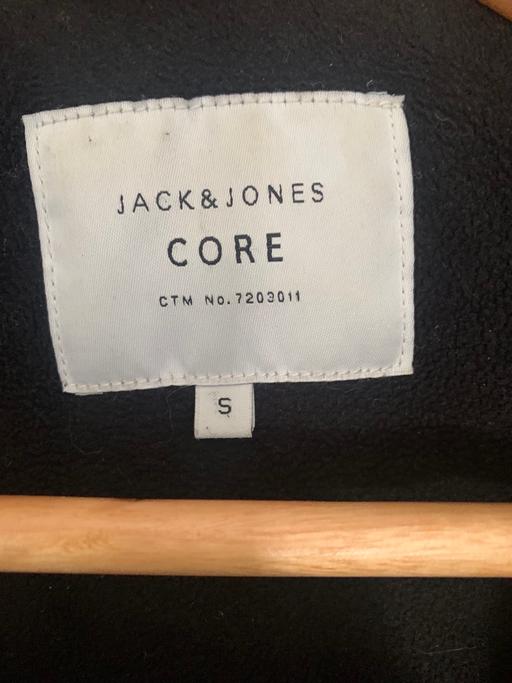 JACK&JONES
CORE
CTM No. 7203011
S